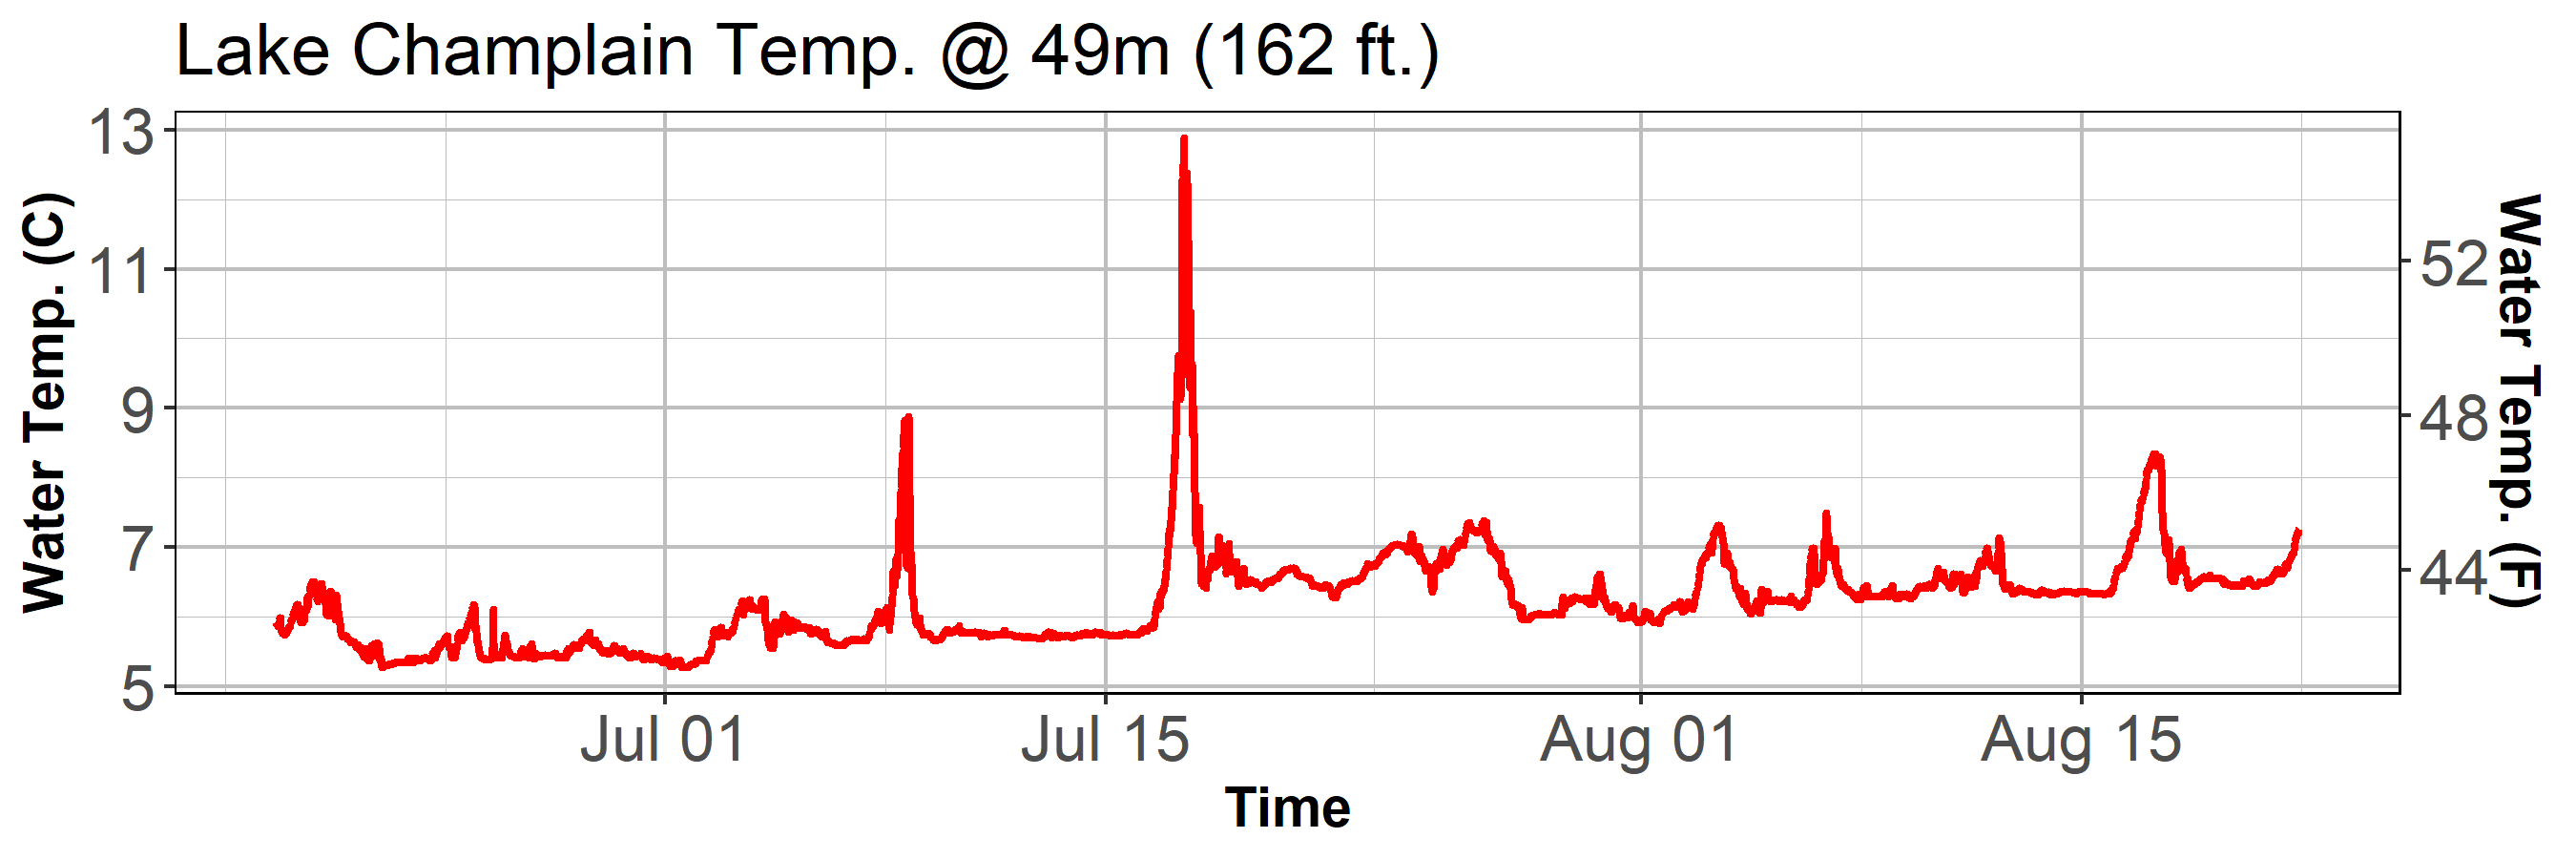 Lake Champlain Temp. @ 49m (162 ft.)
Water Temp. (C)
13
11
9
7
5
52
48
44
Water Temp. (F)
Jul 01
Jul 15
Aug 01
Aug 15
Time